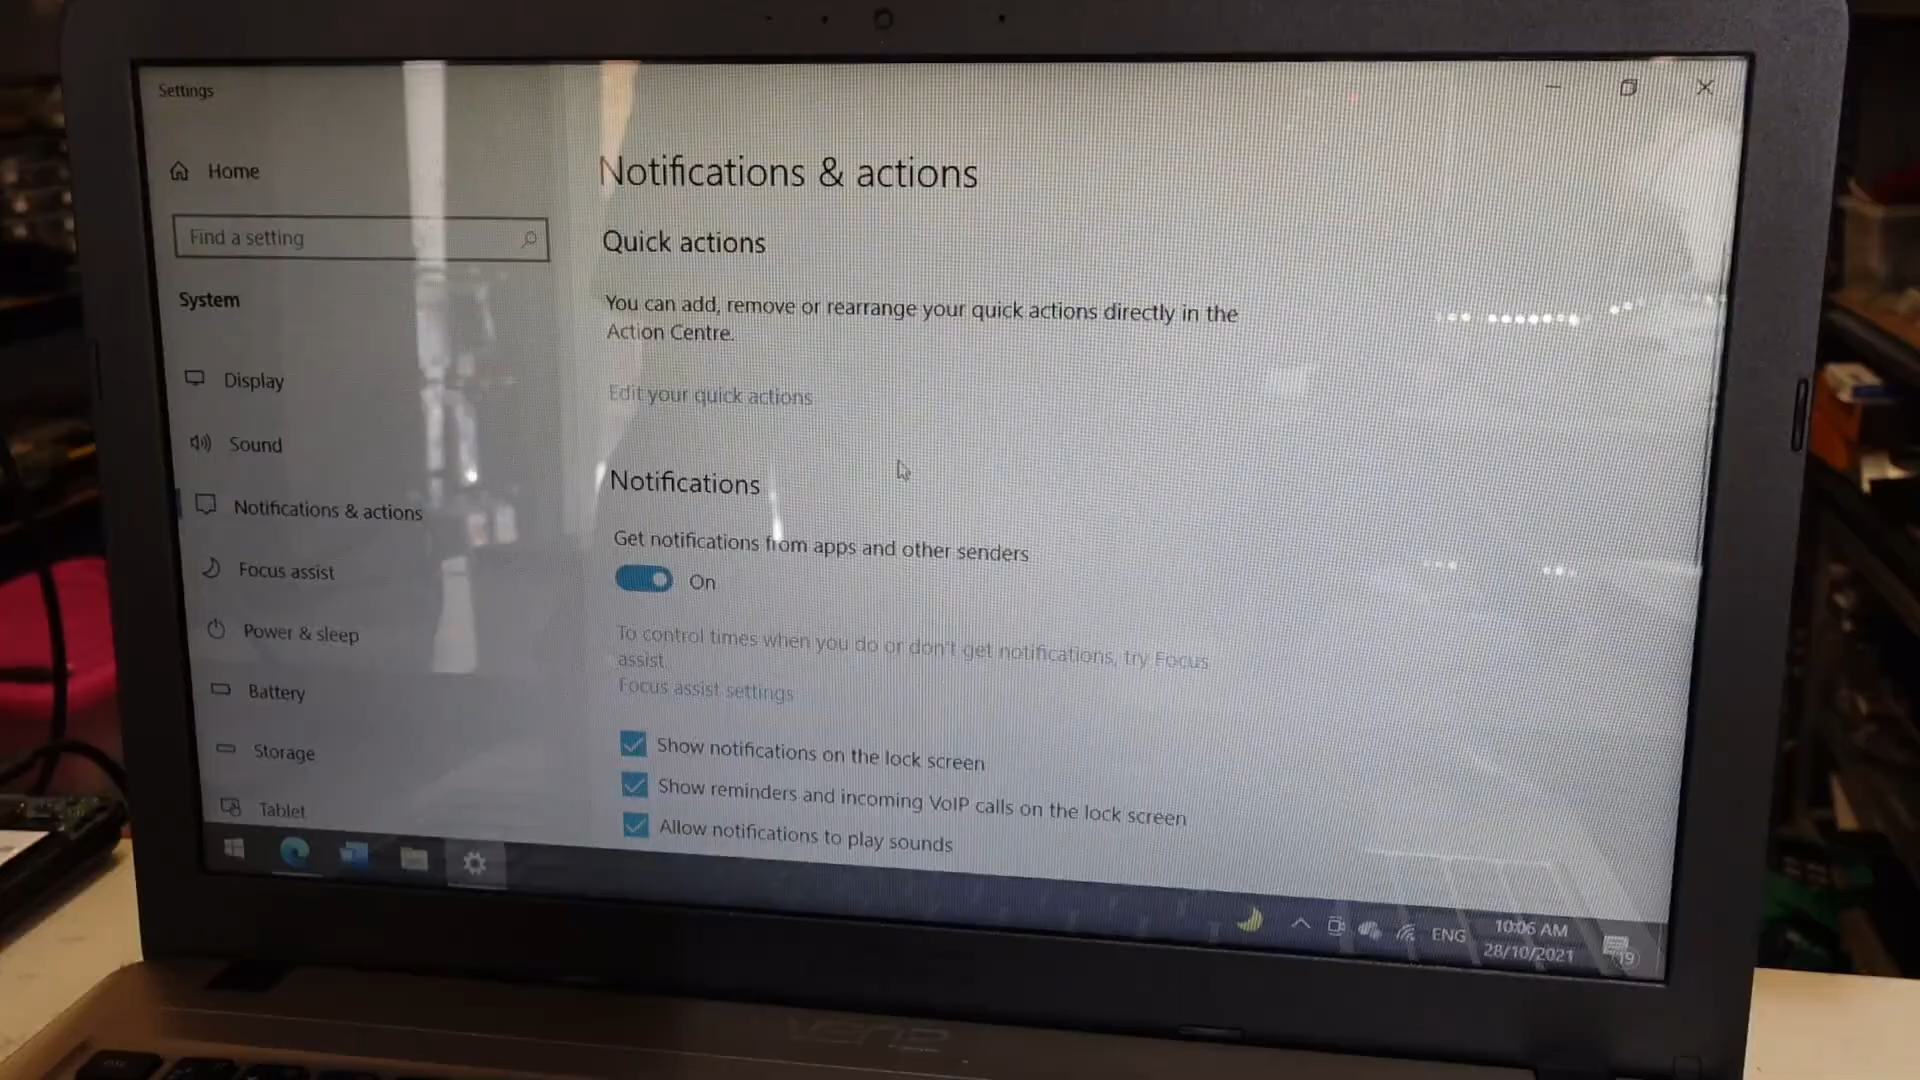 Settings
Home
Find a setting
System
Display
Sound
Notifications & actions
Focus assist
Power & sleep
Battery
Storage
Tablet
Notifications & actions
Quick actions
You can add, remove or rearrange your quick actions directly in the
Action Centre.
Edit your quick actions
Notifications
Get notifications from apps and other senders
On
To control times when you do or don't get notifications, try Focus
assist.
Focus assist settings
Show notifications on the lock screen
Show reminders and incoming VoIP calls on the lock screen
Allow notifications to play sounds
ENG
10:06 AM
28/10/2021
19